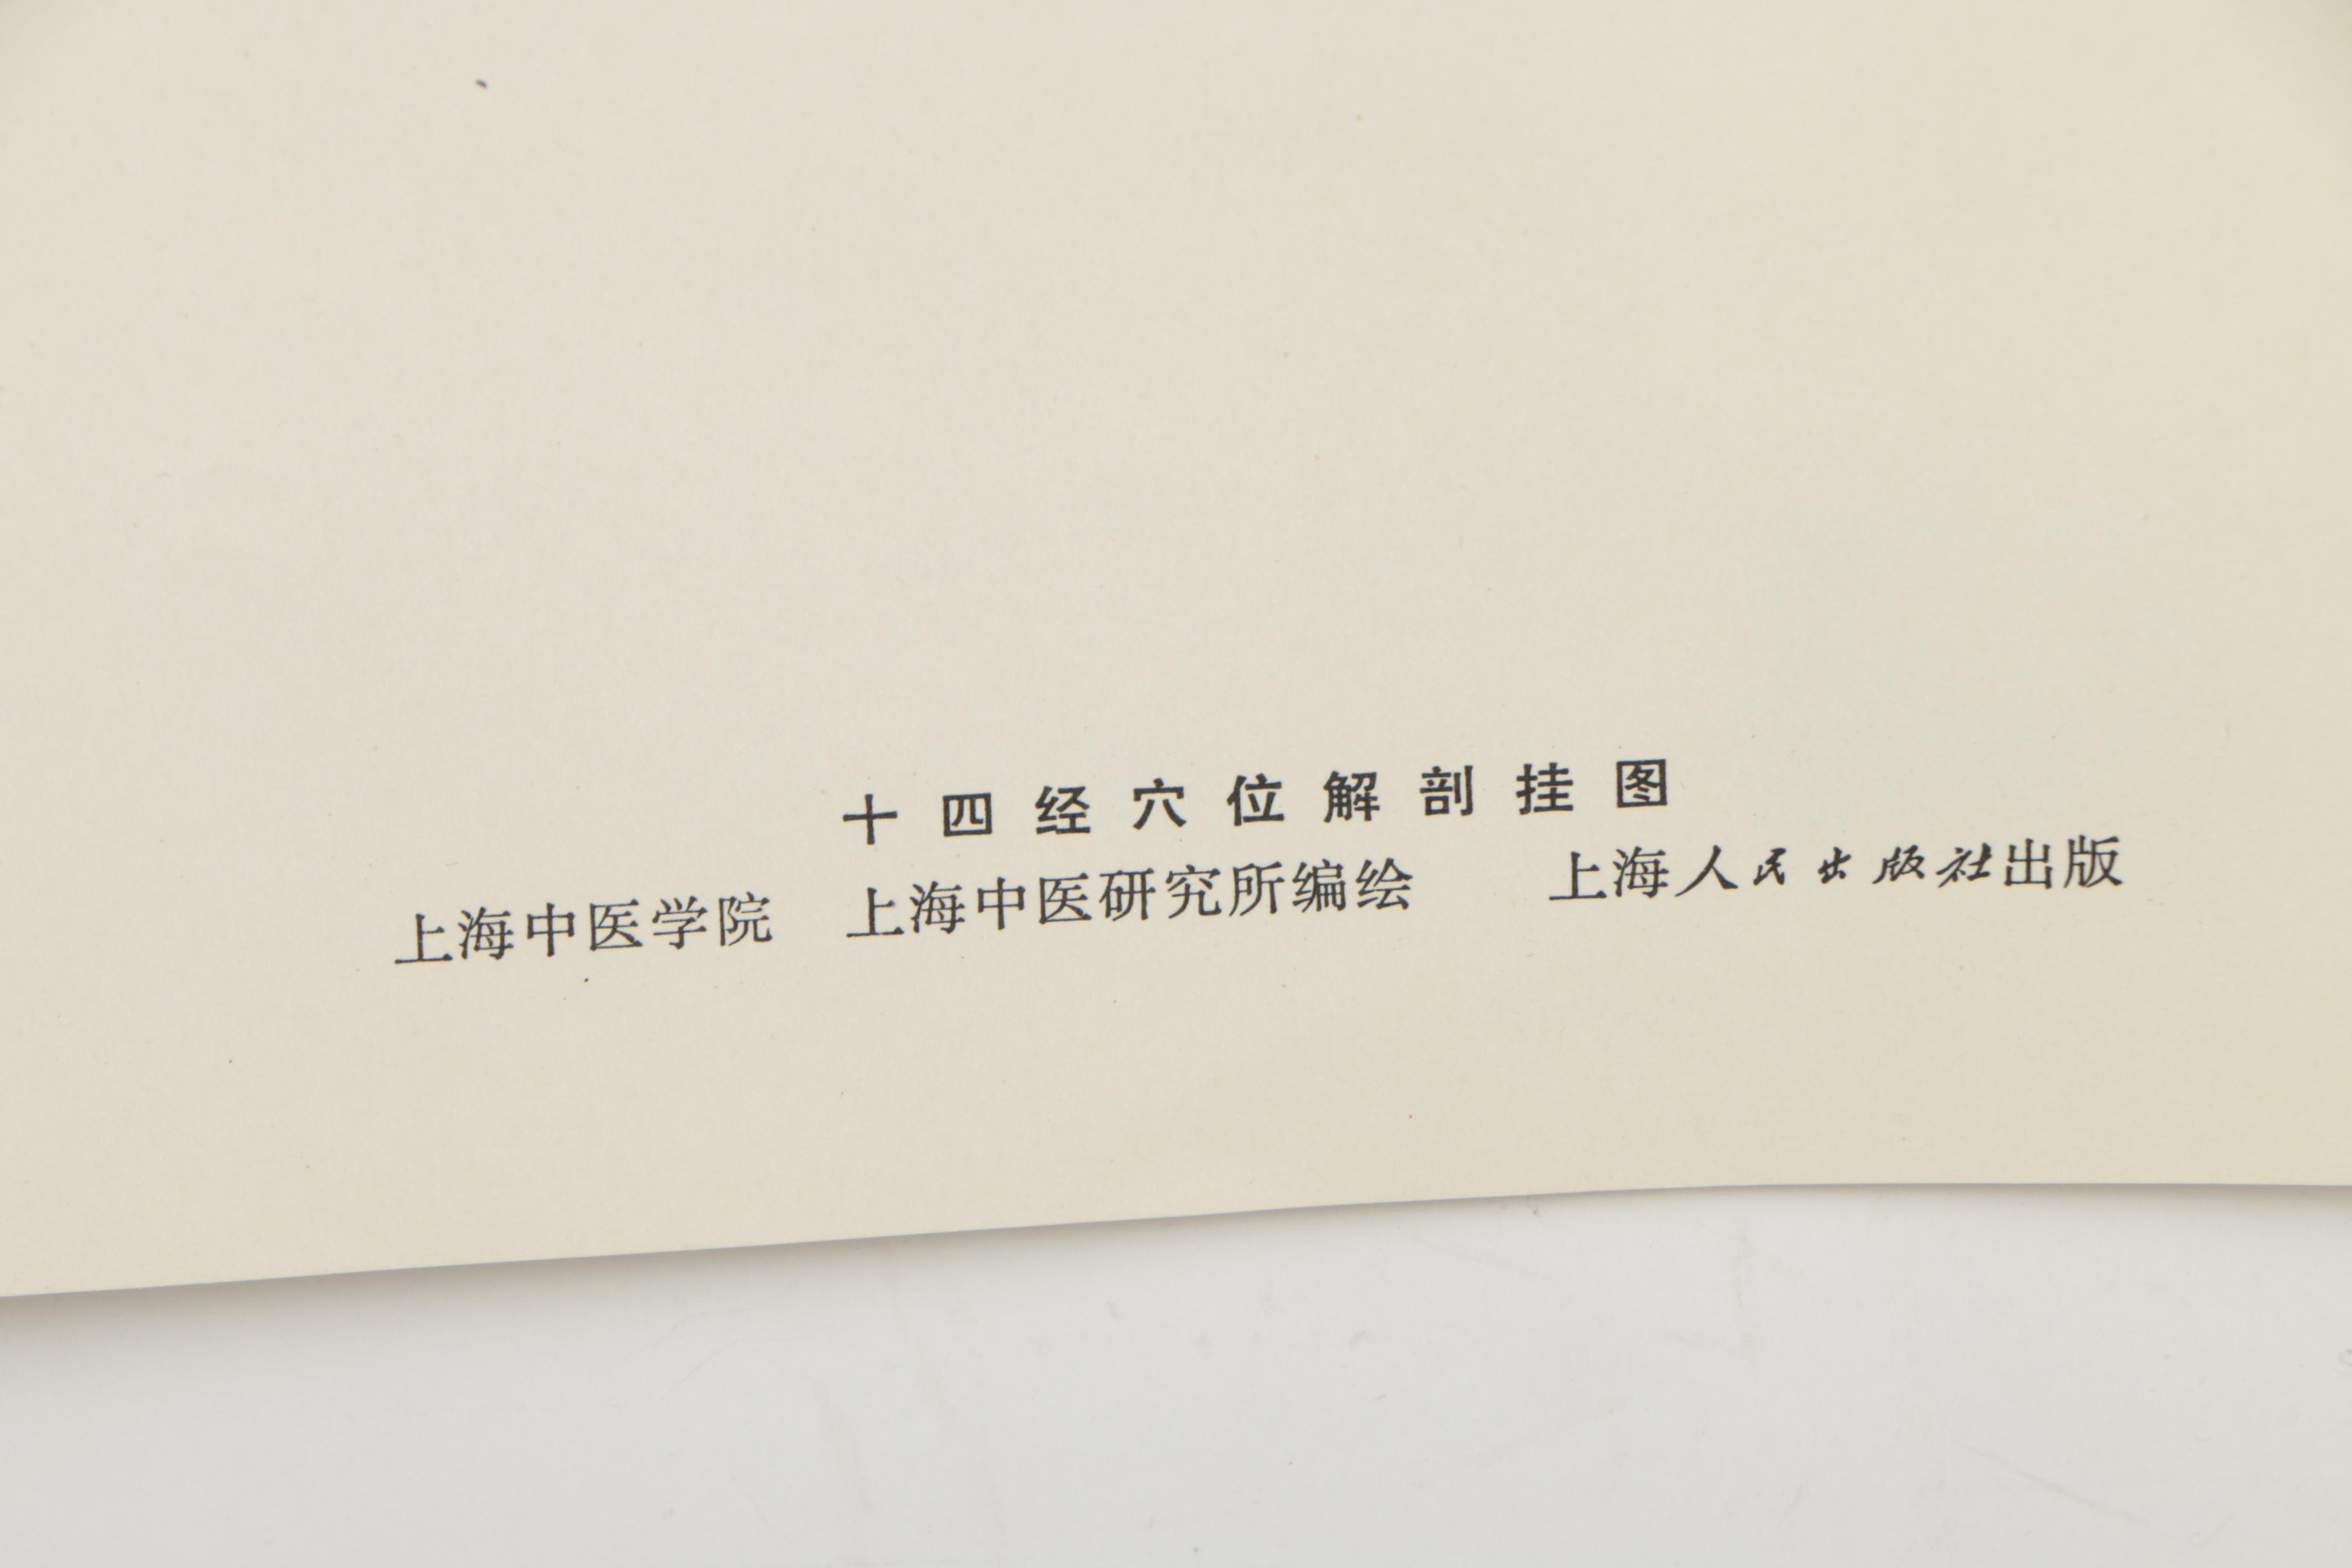 十四经穴位解剖挂图
上海中医学院 上海中医研究所编绘 上海人民出版社出版